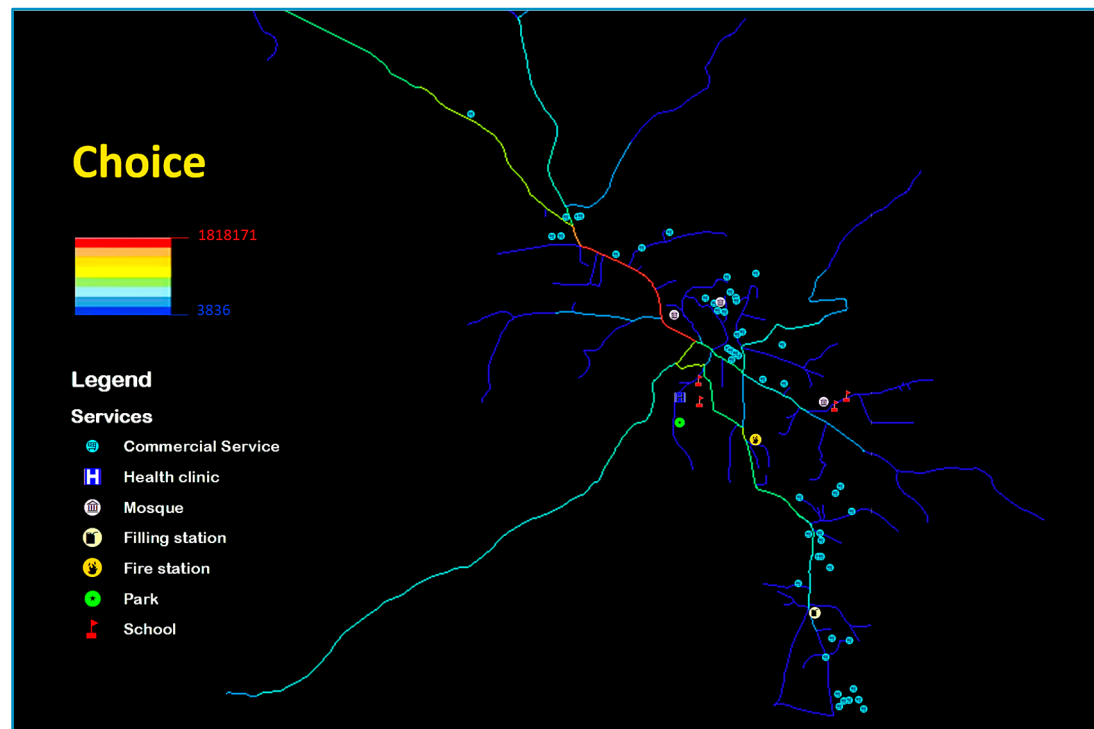 Choice
1818171
3836
Legend
Services
Commercial Service
H Health clinic
Mosque
Filling station
Fire station
Park
School